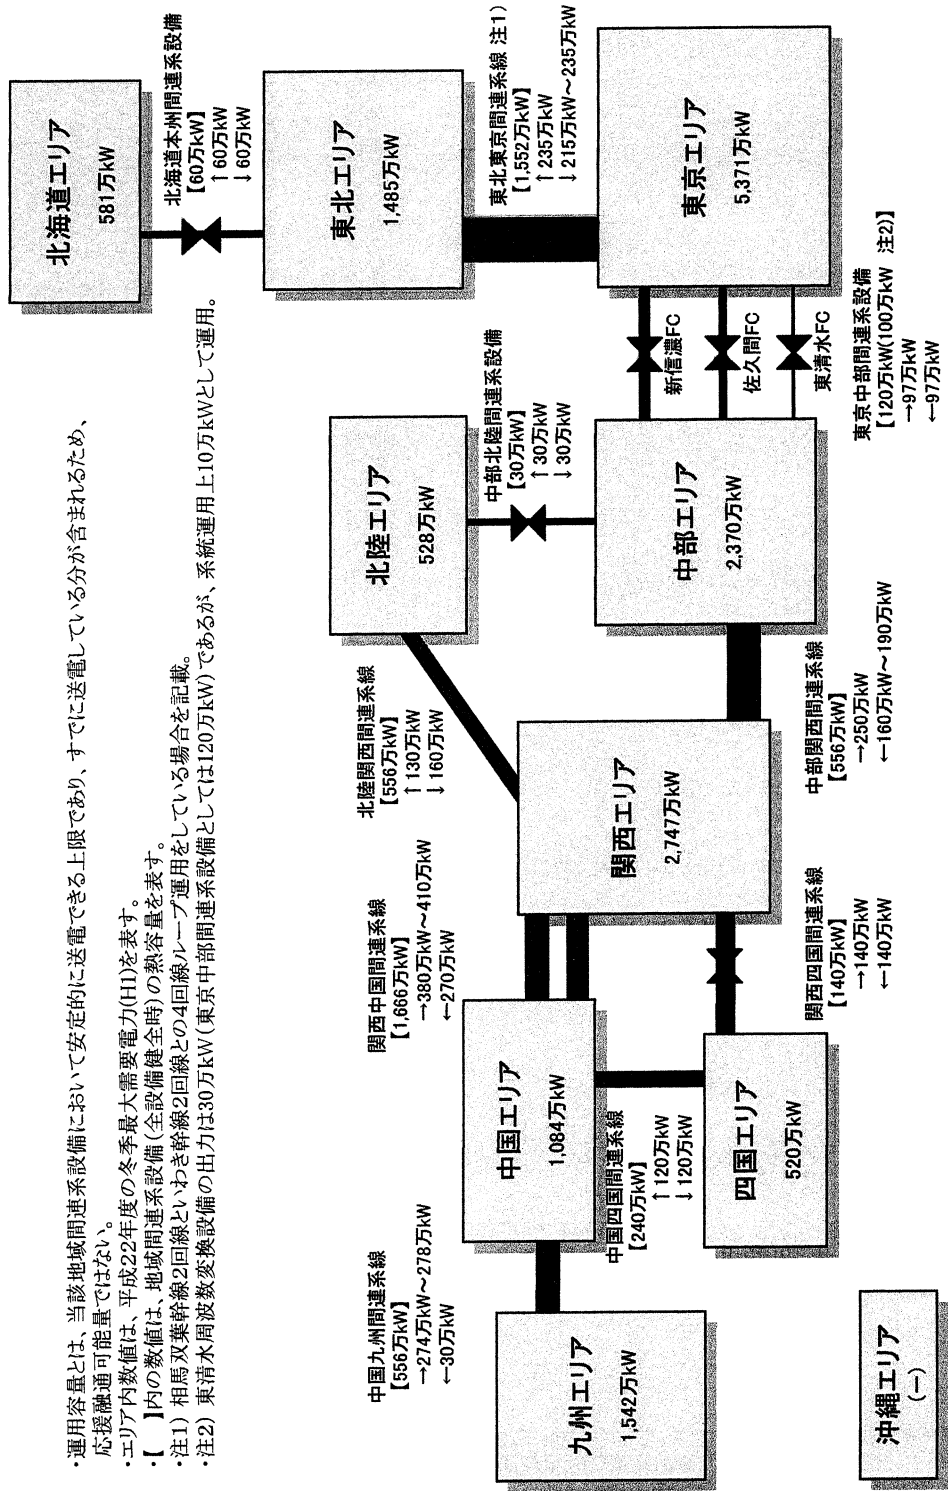 ・運用容量とは、当該地域間連系設備において安定的に送電できる上限であり、すでに送電している分が含まれるため、
応援融通可能量ではない。
・エリア内数値は、平成22年度の冬季最大需要電力(H1)を表す。
・【　】内の数値は、地域間連系設備(全設備健全時)の熱容量を表す。
・注1) 相馬双葉幹線2回線といわき幹線2回線との4回線ループ運用をしている場合を記載。
・注2) 東清水周波数変換設備の出力は30万kW(東京中部間連系設備としては120万kW)であるが、系統運用上10万kWとして運用。
北海道エリア
581万kW
北海道本州間連系設備
【60万kW】
↑60万kW
↓60万kW
東北エリア
1,485万kW
東北東京間連系線 注1)
【1,552万kW】
↑235万kW
↓215万kW～235万kW
東京エリア
5,371万kW
新信濃FC
佐久間FC
東清水FC
東京中部間連系設備
【120万kW(100万kW 注2)】
→97万kW
←97万kW
北陸エリア
528万kW
中部北陸間連系設備
【30万kW】
↑30万kW
↓30万kW
中部エリア
2,370万kW
北陸関西間連系線
【556万kW】
↑130万kW
↓160万kW
中部関西間連系線
【556万kW】
→250万kW
←160万kW～190万kW
関西エリア
2,747万kW
関西中国間連系線
【1,666万kW】
→380万kW～410万kW
←270万kW
関西四国間連系線
【140万kW】
→140万kW
←140万kW
中国エリア
1,084万kW
中国四国間連系線
【240万kW】
↑120万kW
↓120万kW
四国エリア
520万kW
中国九州間連系線
【556万kW】
→274万kW～278万kW
←30万kW
九州エリア
1,542万kW
沖縄エリア
(－)